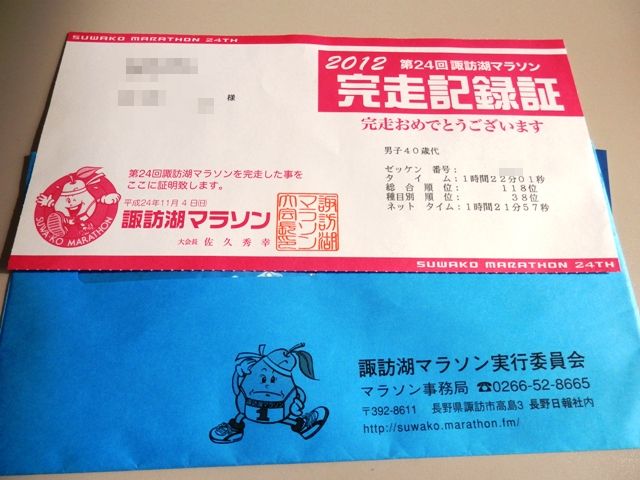 SUWAKO MARATHON 24TH
2012 第24回 諏訪湖マラソン
完走記録証
完走おめでとうございます
様
男子40歳代
ゼッケン 番号:
タイム:1時間22分01秒
総合 順位: 118位
種目別 順位: 38位
ネット タイム:1時間21分57秒
第24回諏訪湖マラソンを完走した事を
ここに証明致します。
平成24年11月4日(日)
諏訪湖マラソン
大会長 佐久秀幸
SUWAKO MARATHON
諏訪湖
マラソン
SUWAKO MARATHON 24TH
諏訪湖マラソン
1
諏訪湖マラソン実行委員会
マラソン事務局 ☎0266-52-8665
〒392-8611 長野県諏訪市高島3 長野日報社内
http://suwako.marathon.fm/